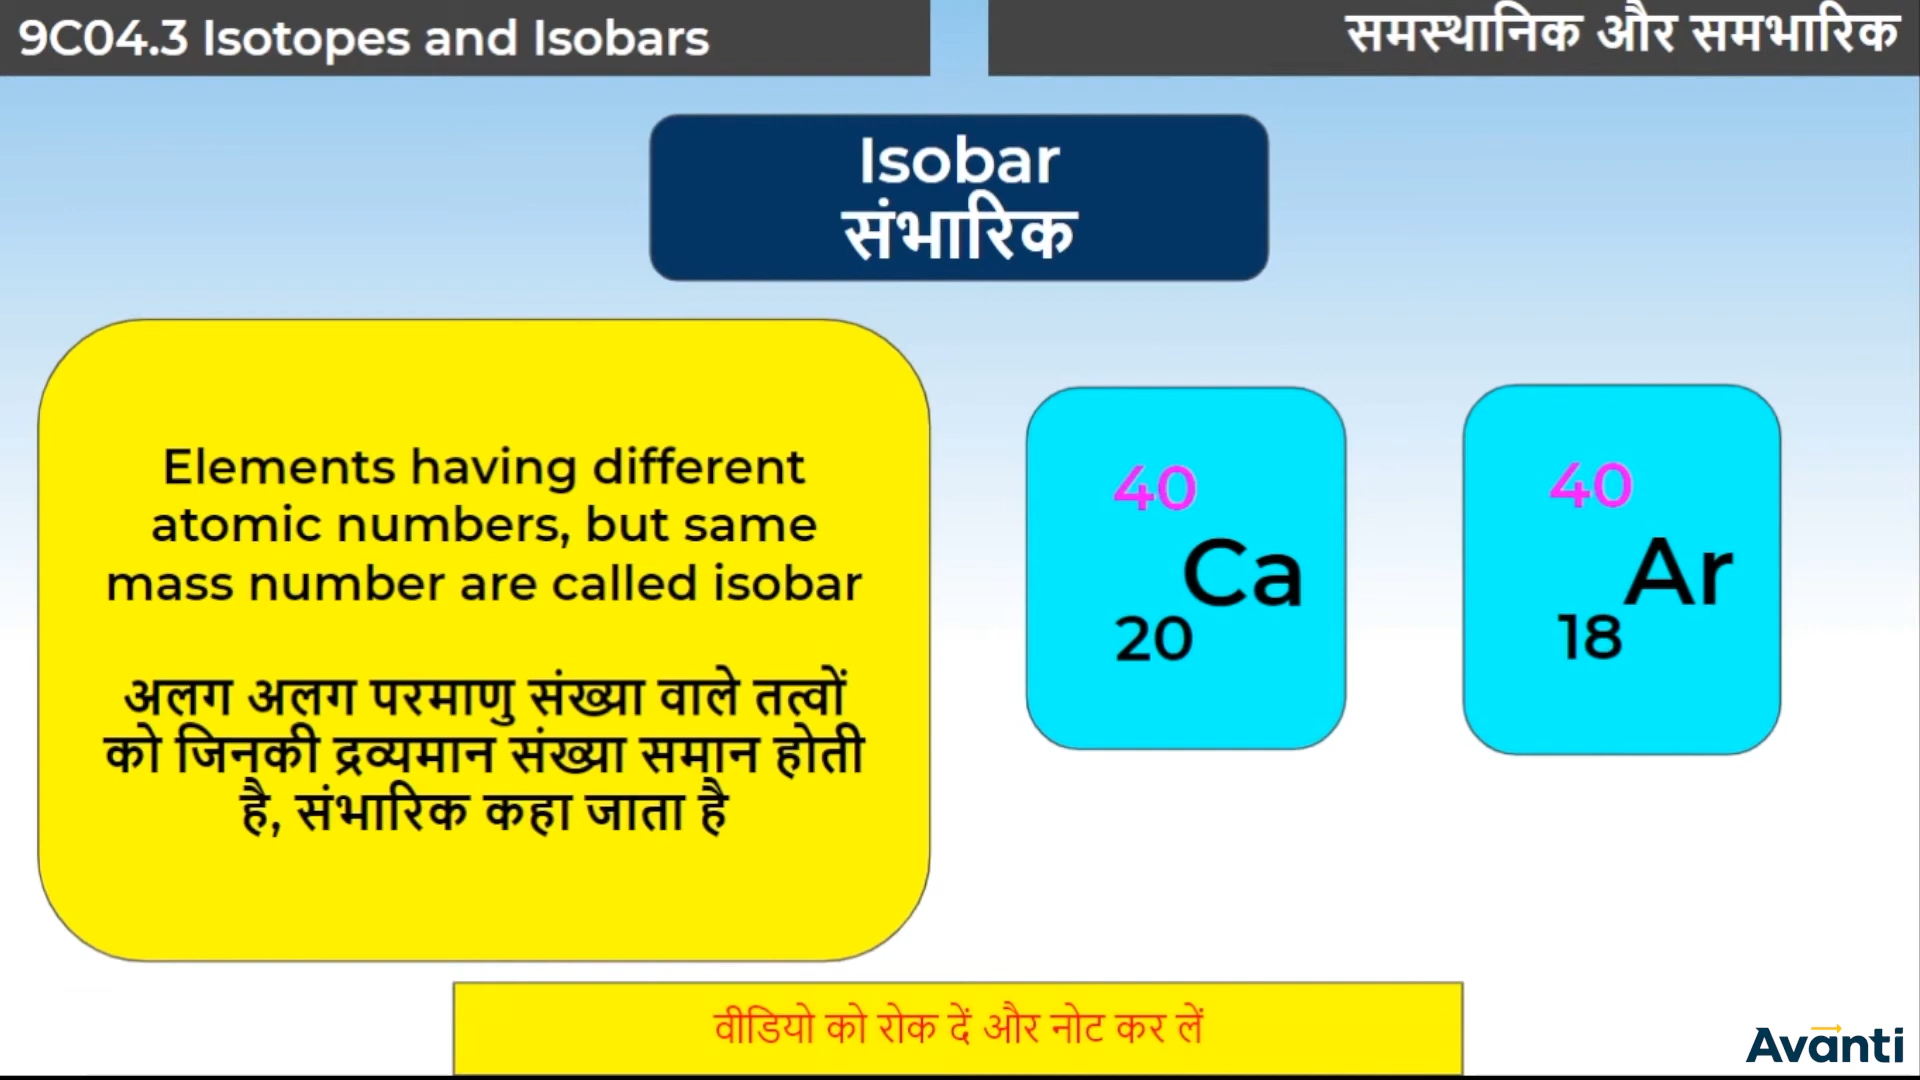 9C04.3 Isotopes and Isobars
समस्थानिक और समभारिक
Isobar
संभारिक
Elements having different
atomic numbers, but same
mass number are called isobar
अलग अलग परमाणु संख्या वाले तत्वों
को जिनकी द्रव्यमान संख्या समान होती
है, संभारिक कहा जाता है
40
Ca
20
40
Ar
18
वीडियो को रोक दें और नोट कर लें
Avanti